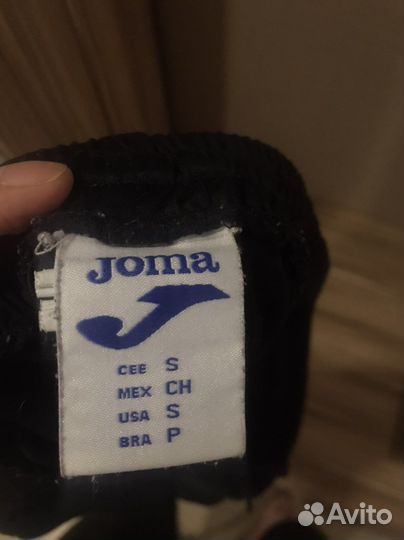 Joma
CEE S
MEX CH
USA S
BRA P
Avito